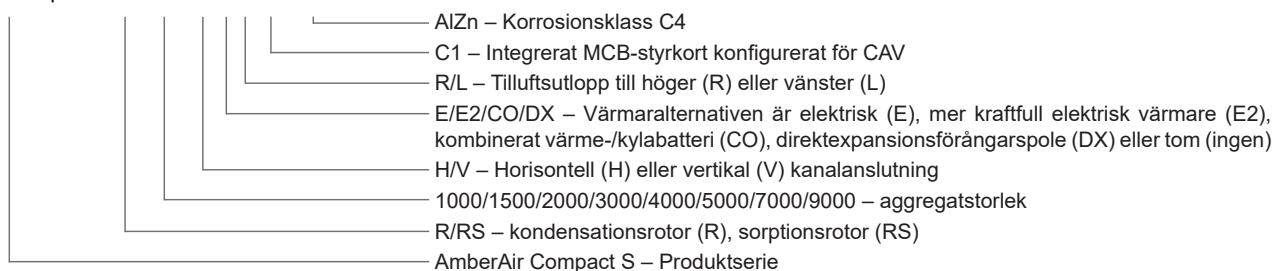 AlZn – Korrosionsklass C4
C1 – Integrerat MCB-styrkort konfigurerat för CAV
R/L – Tilluftsutlopp till höger (R) eller vänster (L)
E/E2/CO/DX – Värmaralternativen är elektrisk (E), mer kraftfull elektrisk värmare (E2),
kombinerat värme-/kylabatteri (CO), direktexpansionsförångarspole (DX) eller tom (ingen)
H/V – Horisontell (H) eller vertikal (V) kanalanslutning
1000/1500/2000/3000/4000/5000/7000/9000 – aggregatstorlek
R/RS – kondensationsrotor (R), sorptionsrotor (RS)
AmberAir Compact S – Produktserie